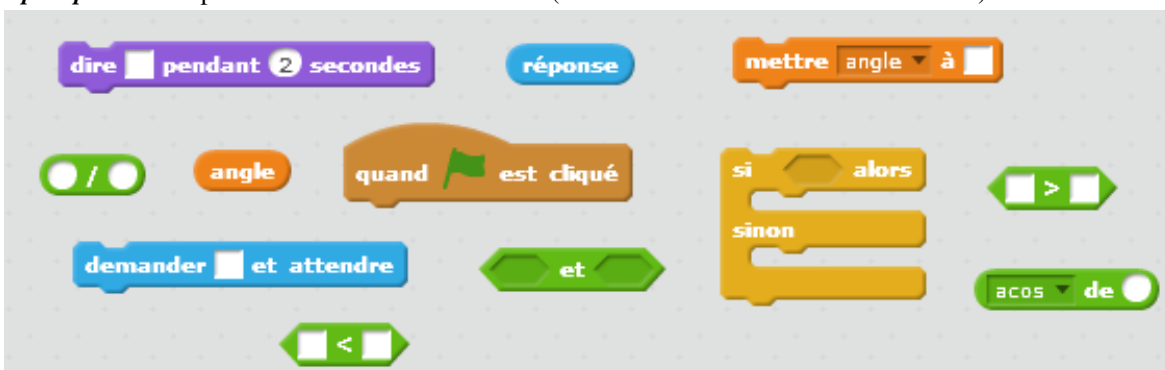 dire pendant 2 secondes
réponse
mettre angle à
/
angle
quand est cliqué
si alors
sinon
>
demander et attendre
et
acos de
<